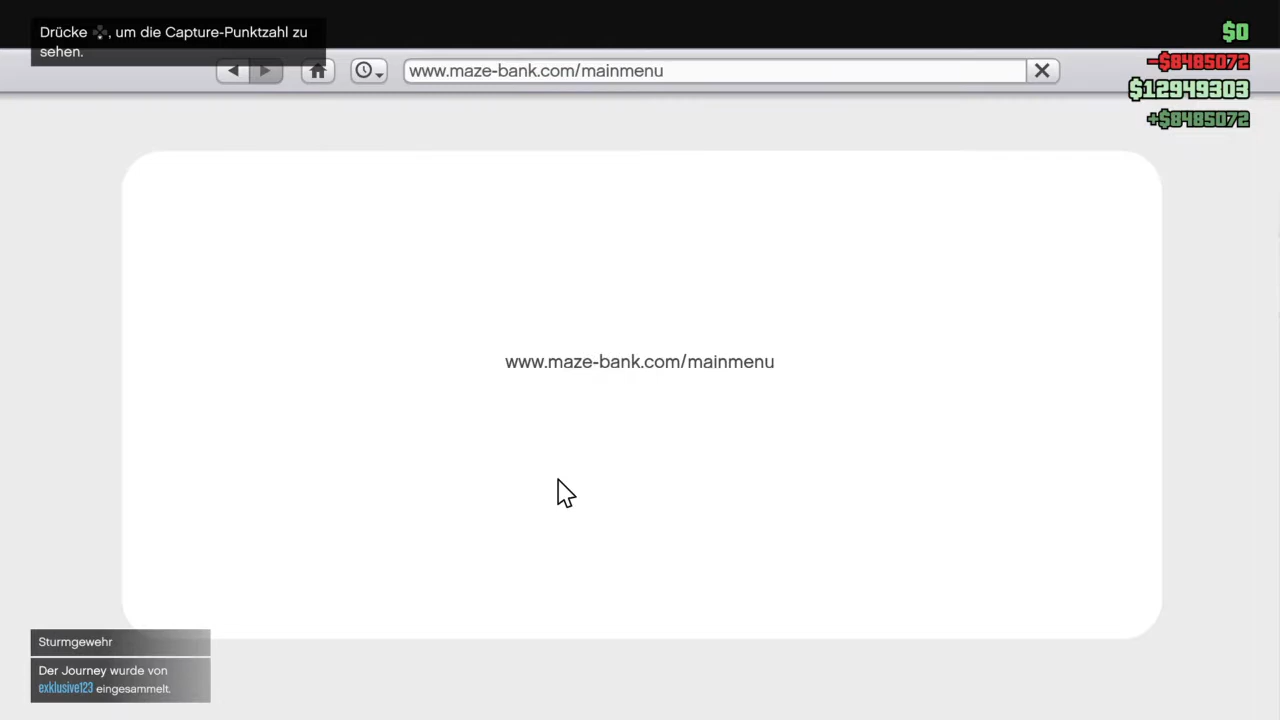 Drücke , um die Capture-Punktzahl zu
sehen.
www.maze-bank.com/mainmenu
$0
-$8485072
$12949303
+$8485072
www.maze-bank.com/mainmenu
Sturmgewehr
Der Journey wurde von
exklusive123 eingesammelt.